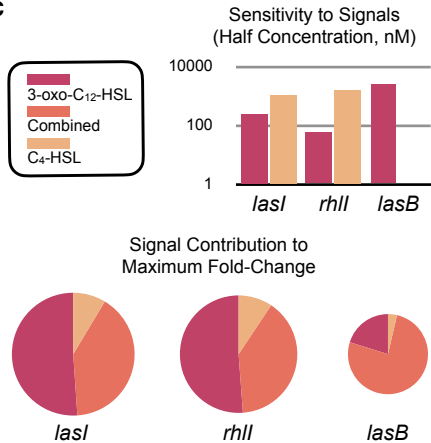 c
Sensitivity to Signals
(Half Concentration, nM)
3-oxo-C₁₂-HSL
Combined
C₄-HSL
10000
100
1
lasI rhlI lasB
Signal Contribution to
Maximum Fold-Change
lasI rhlI lasB